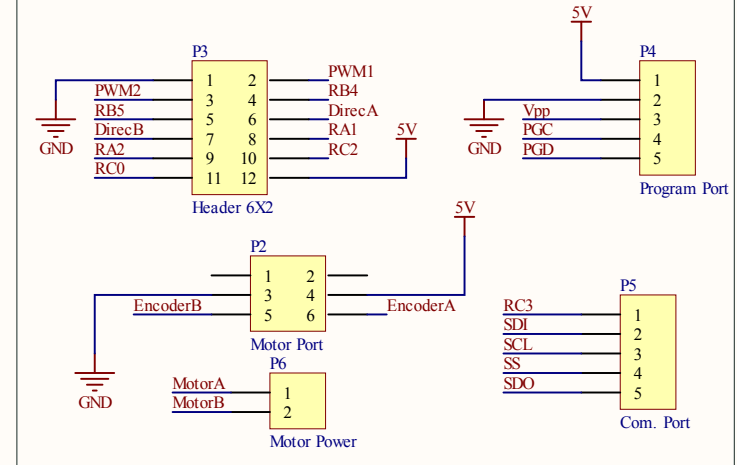 5V
P3
P4
1 2 PWM1
PWM2 3 4 RB4
RB5 5 6 DirecA
DirecB 7 8 RA1
RA2 9 10 RC2
RC0 11 12
GND
5V
Header 6X2
1
2
Vpp 3
PGC 4
PGD 5
GND
Program Port
5V
P2
1 2
3 4
EncoderB 5 6 EncoderA
Motor Port
GND
P6
MotorA 1
MotorB 2
Motor Power
P5
RC3 1
SDI 2
SCL 3
SS 4
SDO 5
Com. Port